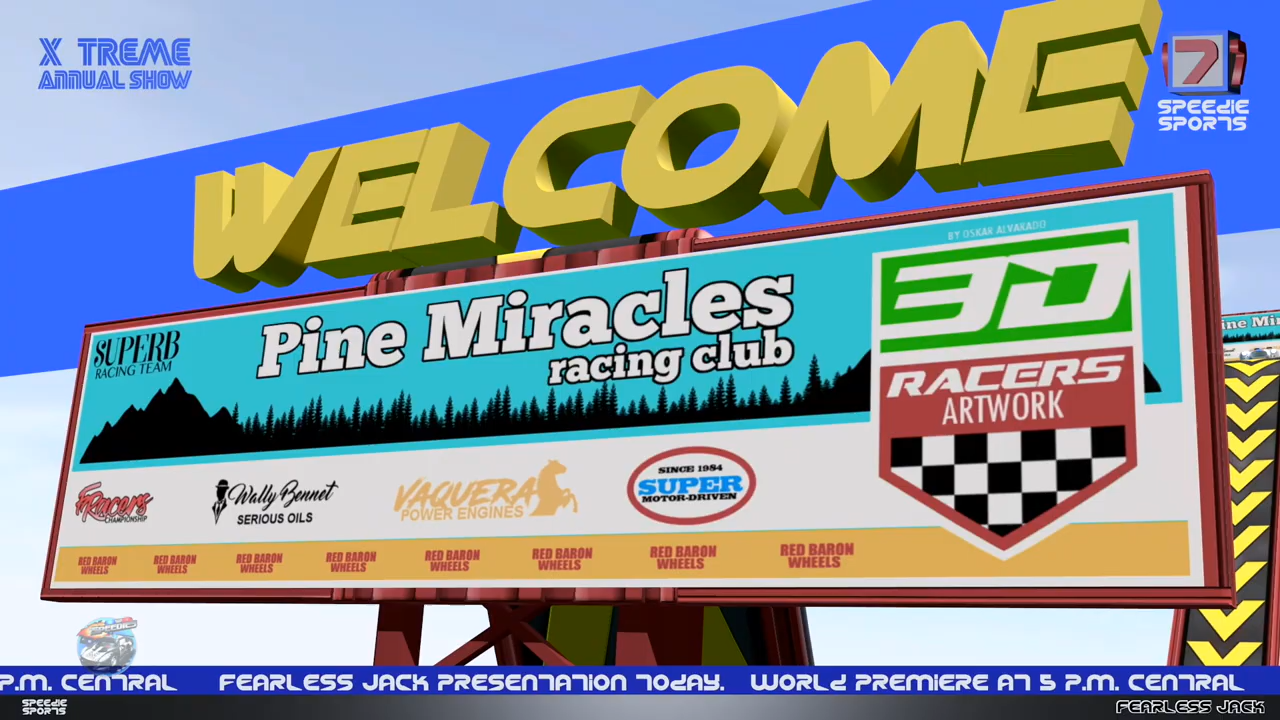 X TREME
ANNUAL SHOW
WELCOME
7
SPEEDIE
SPORTS
BY OSKAR ALVARADO
SUPERB
RACING TEAM
Pine Miracles
racing club
3D
RACERS
ARTWORK
ine Mir
Racers
CHAMPIONSHIP
Wally Bennet
SERIOUS OILS
VAQUERA
POWER ENGINES
SINCE 1984
SUPER
MOTOR-DRIVEN
RED BARON
WHEELS
RED BARON
WHEELS
RED BARON
WHEELS
RED BARON
WHEELS
RED BARON
WHEELS
RED BARON
WHEELS
RED BARON
WHEELS
RED BARON
WHEELS
P.M. CENTRAL FEARLESS JACK PRESENTATION TODAY. WORLD PREMIERE AT 5 P.M. CENTRAL
SPEEDIE
SPORTS
FEARLESS JACK